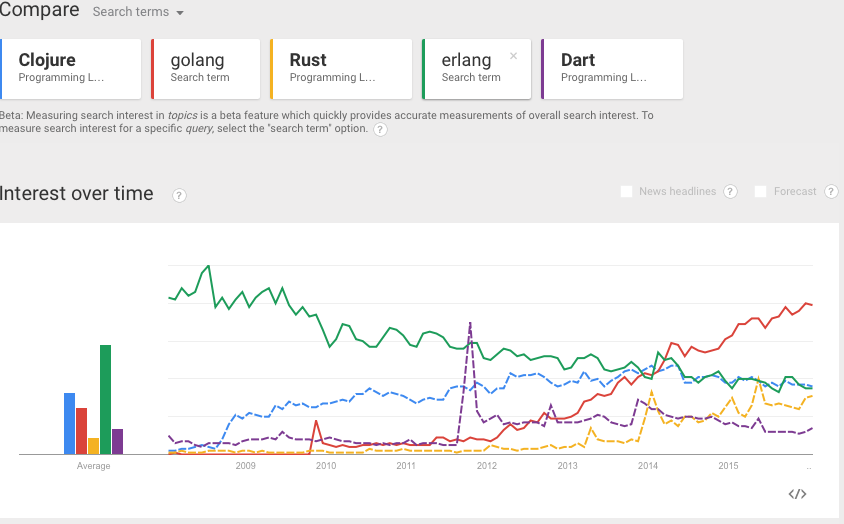 Compare Search terms
Clojure
Programming L...
golang
Search term
Rust
Programming L...
erlang ×
Search term
Dart
Programming L...
Beta: Measuring search interest in topics is a beta feature which quickly provides accurate measurements of overall search interest. To
measure search interest for a specific query, select the "search term" option. ?
Interest over time ?
News headlines ? Forecast ?
Average 2009 2010 2011 2012 2013 2014 2015 ..
</>